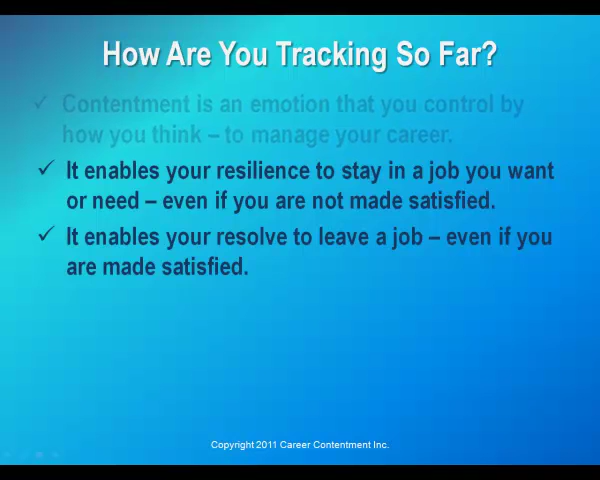 How Are You Tracking So Far?
✓ Contentment is an emotion that you control by
how you think – to manage your career.
✓ It enables your resilience to stay in a job you want
or need – even if you are not made satisfied.
✓ It enables your resolve to leave a job – even if you
are made satisfied.
Copyright 2011 Career Contentment Inc.